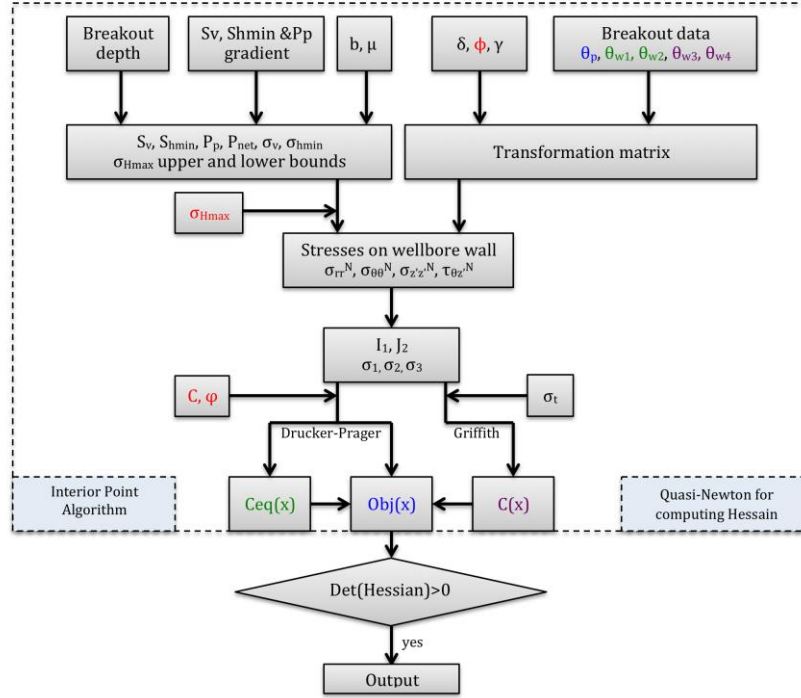 Breakout
depth
Sv, Shmin &Pp
gradient
b, μ
δ, ϕ, γ
Breakout data
θp, θw1, θw2, θw3, θw4
Sv, Shmin, Pp, Pnet, σv, σhmin
σHmax upper and lower bounds
Transformation matrix
σHmax
Stresses on wellbore wall
σrrᴺ, σθθᴺ, σz'z'ᴺ, τθz'ᴺ
I1, J2
σ1, σ2, σ3
C, φ
σt
Drucker-Prager
Griffith
Interior Point
Algorithm
Ceq(x)
Obj(x)
C(x)
Quasi-Newton for
computing Hessain
Det(Hessian)>0
yes
Output